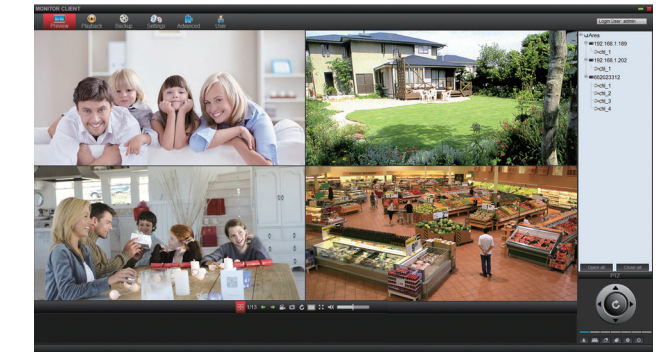 MONITOR CLIENT
Preview Playback Backup Settings Advanced User
Login User: admin
Area
192.168.1.189
ch_1
192.168.1.202
ch_1
662023312
ch_1
ch_2
ch_3
ch_4
Open all Close all
PTZ
1/13